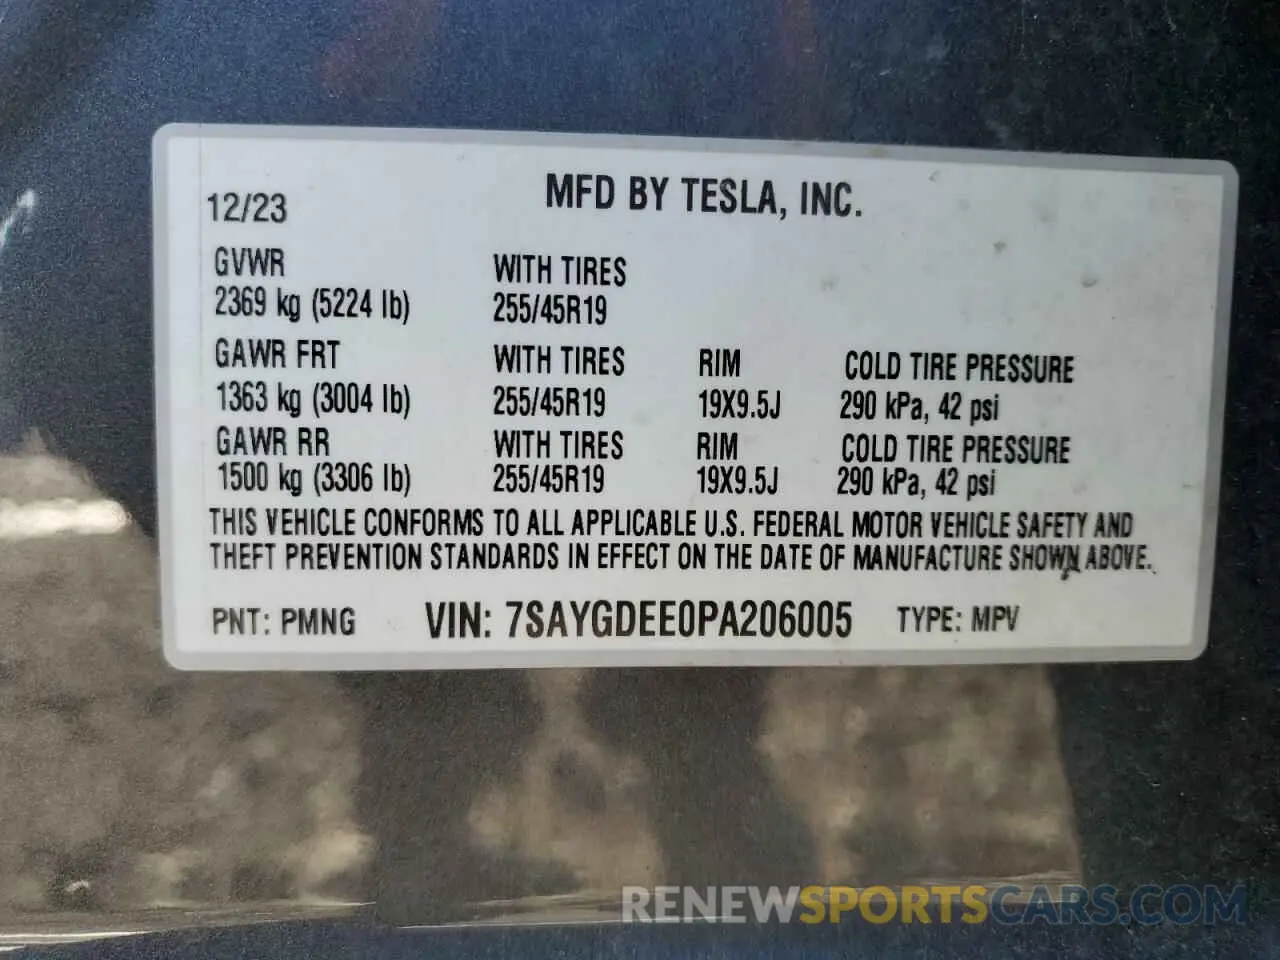 12/23 MFD BY TESLA, INC.
GVWR WITH TIRES
2369 kg (5224 lb) 255/45R19
GAWR FRT WITH TIRES RIM COLD TIRE PRESSURE
1363 kg (3004 lb) 255/45R19 19X9.5J 290 kPa, 42 psi
GAWR RR WITH TIRES RIM COLD TIRE PRESSURE
1500 kg (3306 lb) 255/45R19 19X9.5J 290 kPa, 42 psi
THIS VEHICLE CONFORMS TO ALL APPLICABLE U.S. FEDERAL MOTOR VEHICLE SAFETY AND
THEFT PREVENTION STANDARDS IN EFFECT ON THE DATE OF MANUFACTURE SHOWN ABOVE.
PNT: PMNG VIN: 7SAYGDEE0PA206005 TYPE: MPV
RENEWSPORTSCARS.COM